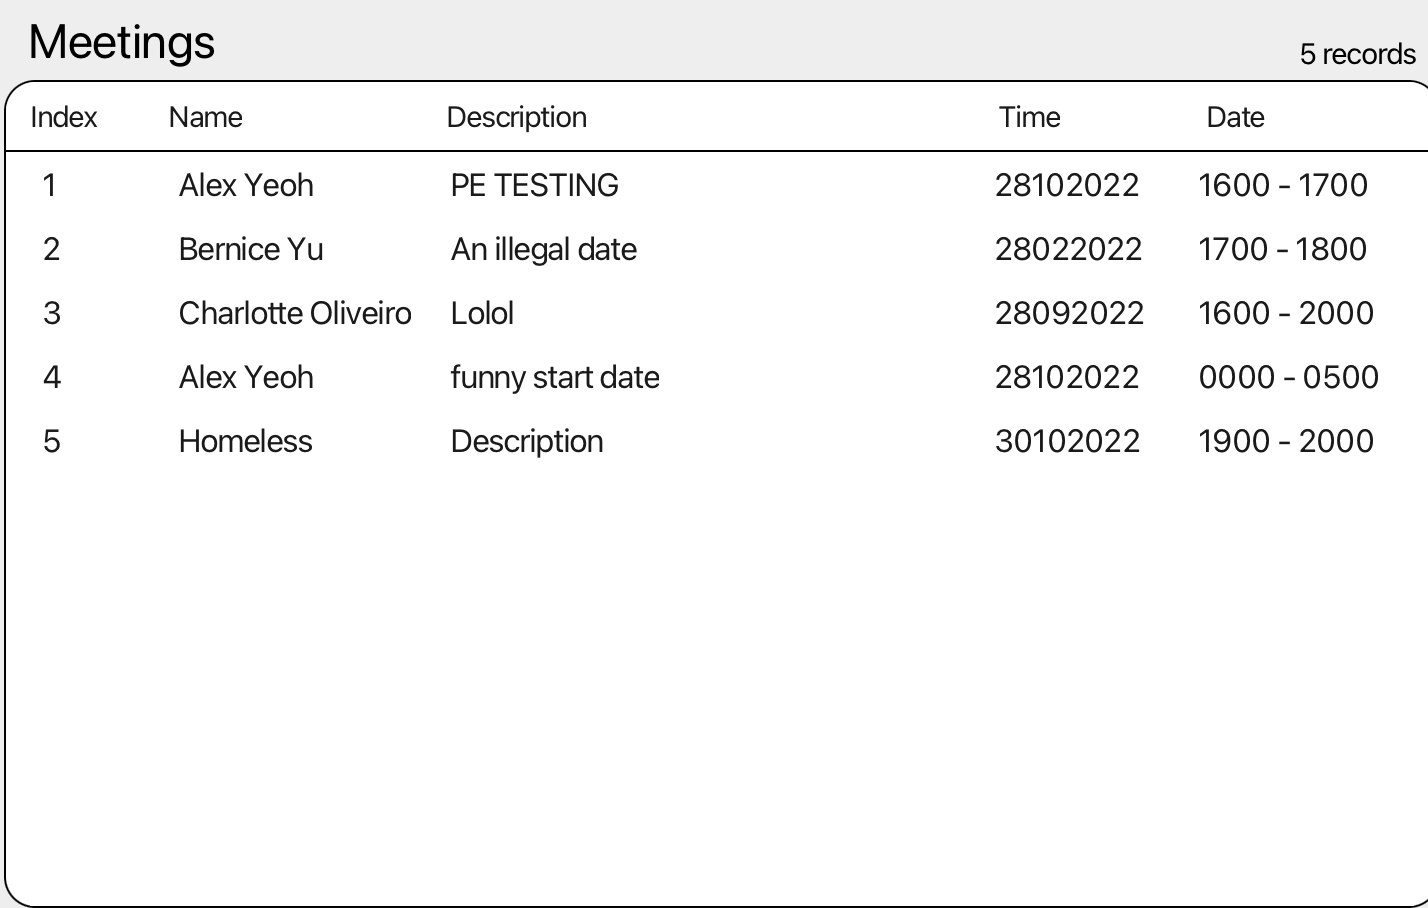 Meetings
5 records
Index Name Description Time Date
1 Alex Yeoh PE TESTING 28102022 1600 - 1700
2 Bernice Yu An illegal date 28022022 1700 - 1800
3 Charlotte Oliveiro Lolol 28092022 1600 - 2000
4 Alex Yeoh funny start date 28102022 0000 - 0500
5 Homeless Description 30102022 1900 - 2000